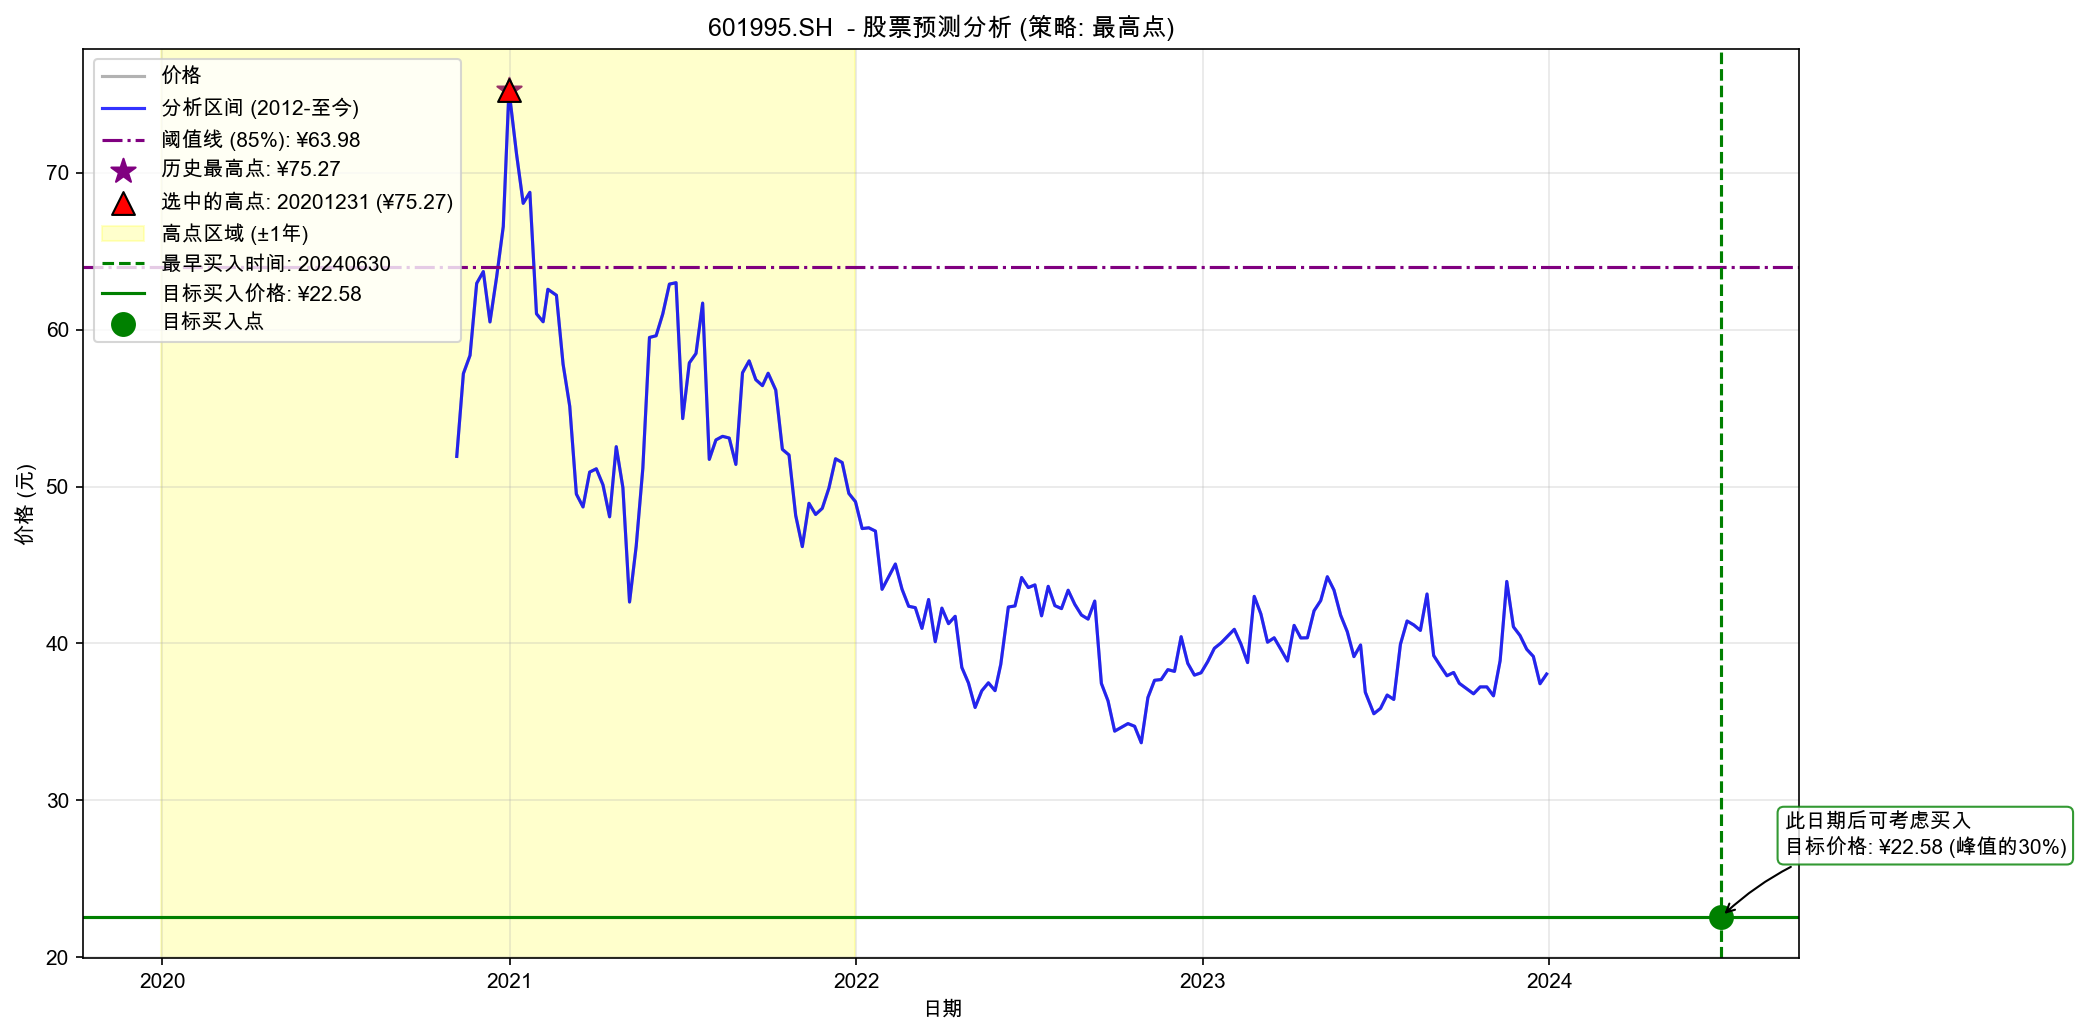 601995.SH - 股票预测分析 (策略: 最高点)
价格
分析区间 (2012-至今)
阈值线 (85%): ¥63.98
历史最高点: ¥75.27
选中的高点: 20201231 (¥75.27)
高点区域 (±1年)
最早买入时间: 20240630
目标买入价格: ¥22.58
目标买入点
70
60
50
40
30
20
价格 (元)
此日期后可考虑买入
目标价格: ¥22.58 (峰值的30%)
2020
2021
2022
2023
2024
日期